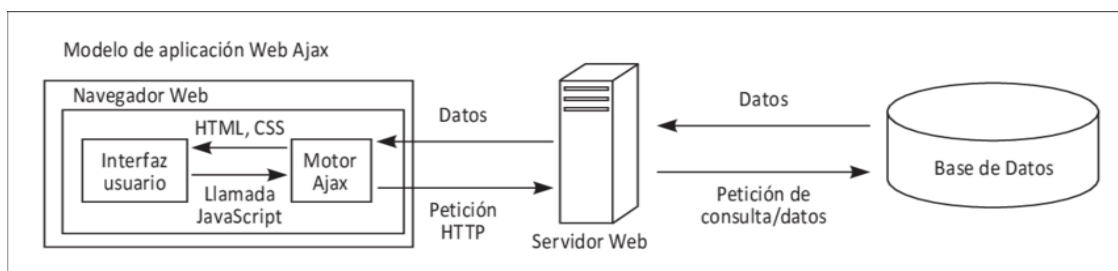 Modelo de aplicación Web Ajax
Navegador Web
HTML, CSS
Interfaz
usuario
Motor
Ajax
Llamada
JavaScript
Datos
Petición
HTTP
Servidor Web
Datos
Petición de
consulta/datos
Base de Datos